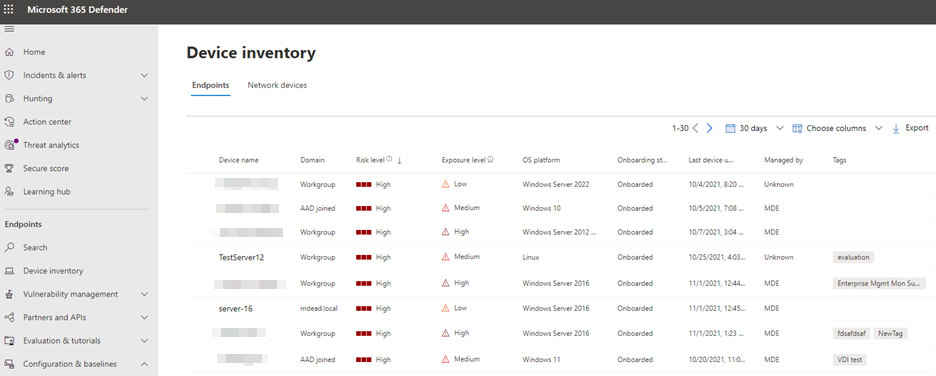 Microsoft 365 Defender
Home
Incidents & alerts
Hunting
Action center
Threat analytics
Secure score
Learning hub
Endpoints
Search
Device inventory
Vulnerability management
Partners and APIs
Evaluation & tutorials
Configuration & baselines
Device inventory
Endpoints Network devices
1-30 30 days Choose columns Export
Device name Domain Risk level Exposure level OS platform Onboarding st... Last device u... Managed by Tags
Workgroup High Low Windows Server 2022 Onboarded 10/4/2021, 8:20 ... Unknown
AAD joined High Medium Windows 10 Onboarded 10/5/2021, 7:08 ... MDE
Workgroup High High Windows Server 2012 ... Onboarded 10/7/2021, 3:04 ... MDE
TestServer12 Workgroup High Medium Linux Onboarded 10/25/2021, 4:03... Unknown evaluation
Workgroup High High Windows Server 2016 Onboarded 11/1/2021, 12:44... MDE Enterprise Mgmt Mon Su...
server-16 mdead.local High Low Windows Server 2016 Onboarded 11/1/2021, 12:45... MDE
Workgroup High High Windows Server 2016 Onboarded 11/1/2021, 1:23 ... MDE fdsafdsaf NewTag
AAD joined High Medium Windows 11 Onboarded 10/20/2021, 11:0... MDE VDI test